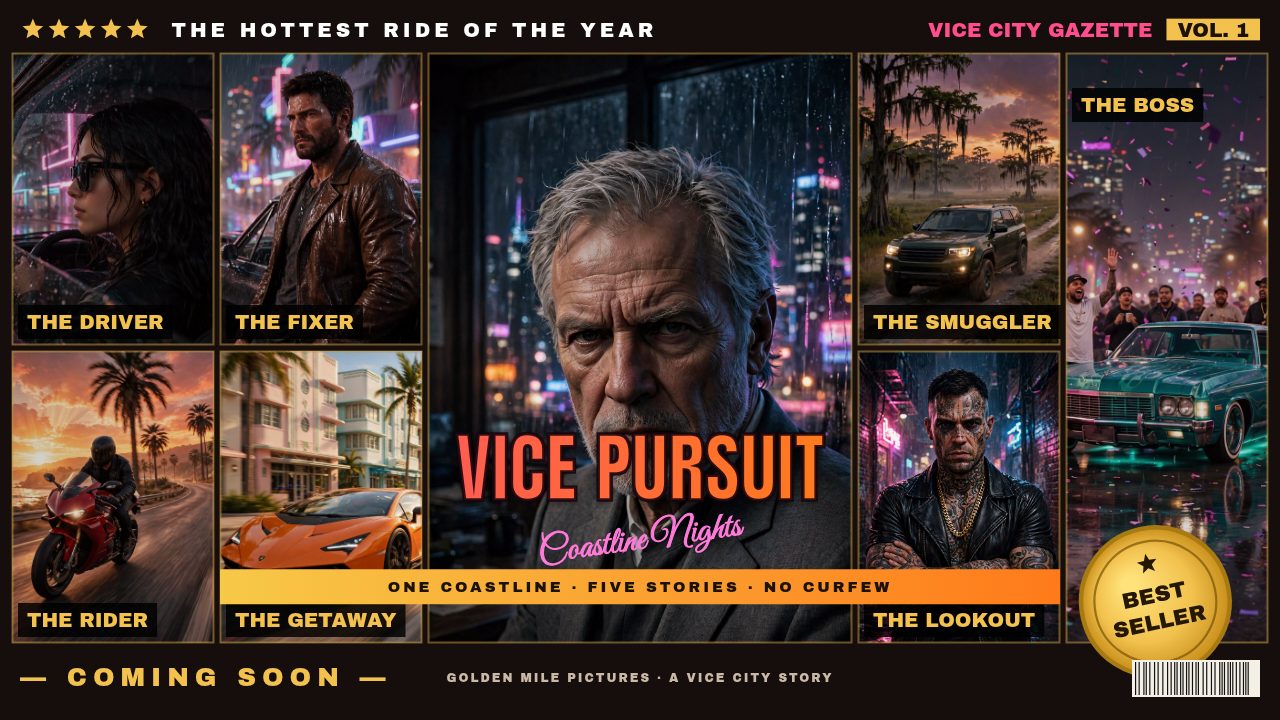 THE HOTTEST RIDE OF THE YEAR
VICE CITY GAZETTE
VOL. 1
THE DRIVER
THE FIXER
THE SMUGGLER
THE BOSS
VICE PURSUIT
Coastline Nights
ONE COASTLINE · FIVE STORIES · NO CURFEW
THE RIDER
THE GETAWAY
THE LOOKOUT
BEST
SELLER
— COMING SOON —
GOLDEN MILE PICTURES · A VICE CITY STORY